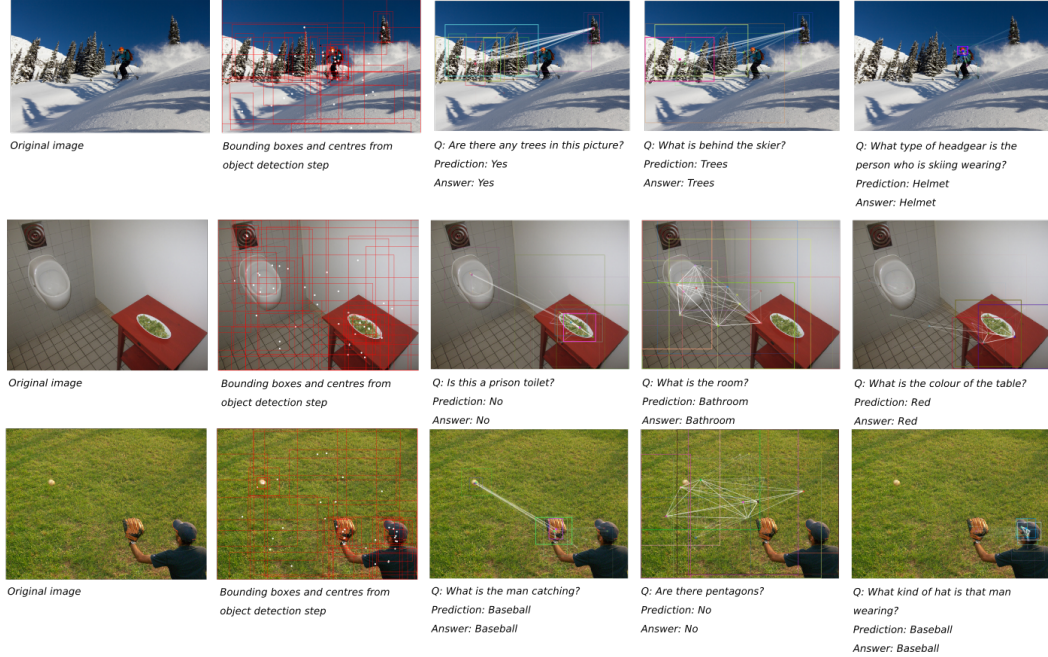 Original image
Bounding boxes and centres from
object detection step
Q: Are there any trees in this picture?
Prediction: Yes
Answer: Yes
Q: What is behind the skier?
Prediction: Trees
Answer: Trees
Q: What type of headgear is the
person who is skiing wearing?
Prediction: Helmet
Answer: Helmet
Original image
Bounding boxes and centres from
object detection step
Q: Is this a prison toilet?
Prediction: No
Answer: No
Q: What is the room?
Prediction: Bathroom
Answer: Bathroom
Q: What is the colour of the table?
Prediction: Red
Answer: Red
Original image
Bounding boxes and centres from
object detection step
Q: What is the man catching?
Prediction: Baseball
Answer: Baseball
Q: Are there pentagons?
Prediction: No
Answer: No
Q: What kind of hat is that man
wearing?
Prediction: Baseball
Answer: Baseball